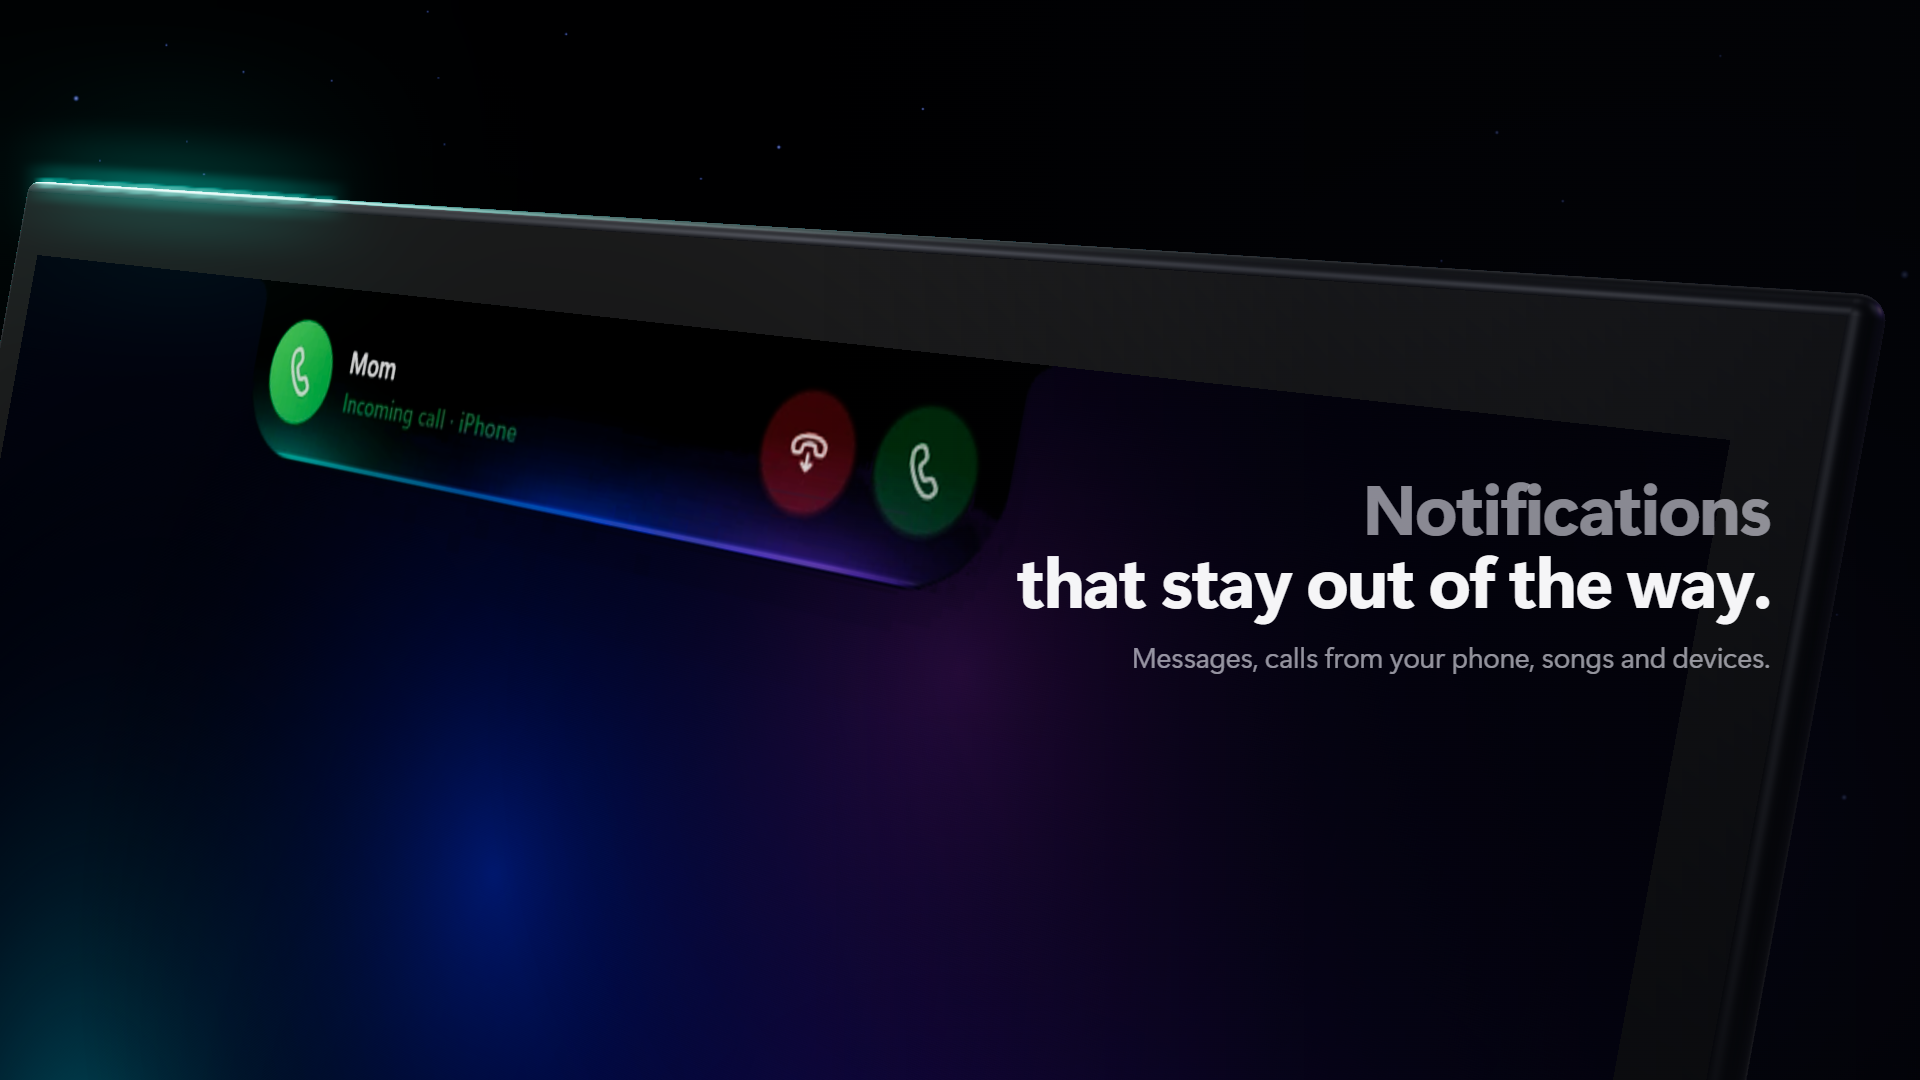 Mom
Incoming call · iPhone
Notifications
that stay out of the way.
Messages, calls from your phone, songs and devices.